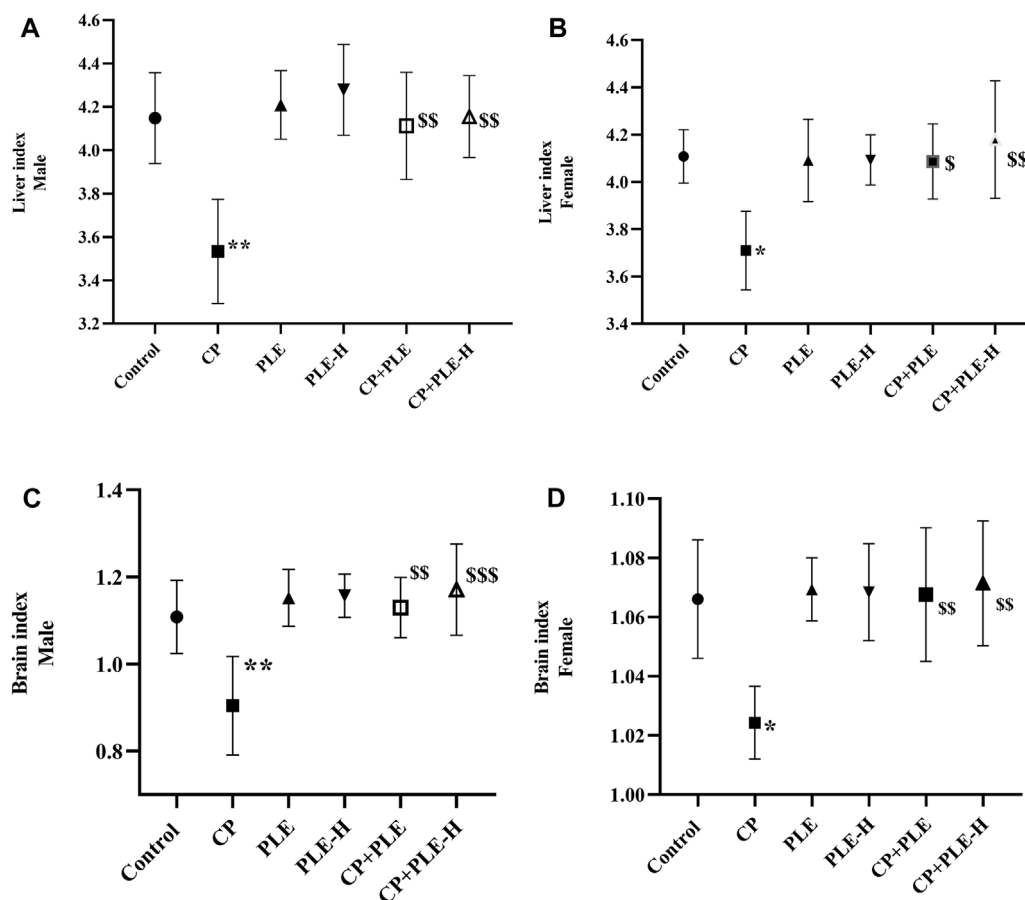 A
Liver index
Male
4.6
4.4
4.2
4.0
3.8
3.6
3.4
3.2
**
$$
$$
Control
CP
PLE
PLE-H
CP+PLE
CP+PLE-H
B
Liver index
Female
4.6
4.4
4.2
4.0
3.8
3.6
3.4
*
$
$$
Control
CP
PLE
PLE-H
CP+PLE
CP+PLE-H
C
Brain index
Male
1.4
1.2
1.0
0.8
**
$$
$$$
Control
CP
PLE
PLE-H
CP+PLE
CP+PLE-H
D
Brain index
Female
1.10
1.08
1.06
1.04
1.02
1.00
*
$$
$$
Control
CP
PLE
PLE-H
CP+PLE
CP+PLE-H